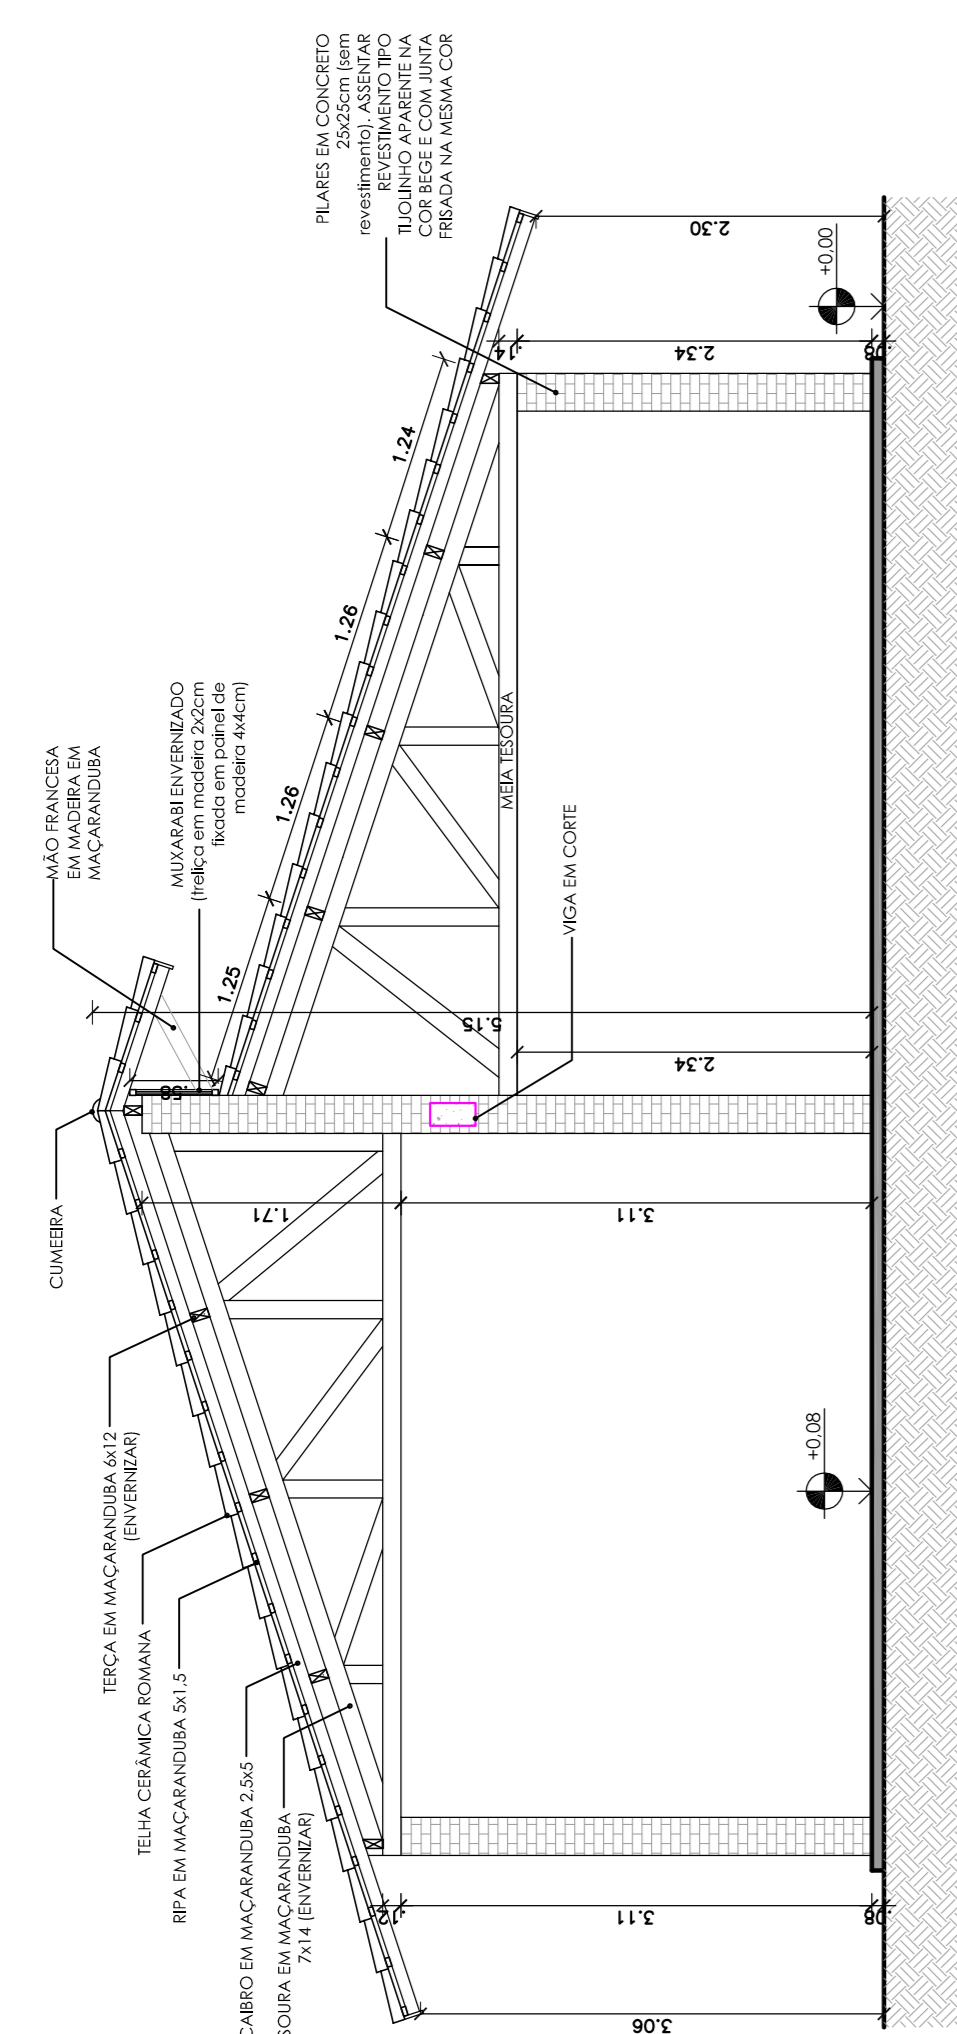 PILARES EM CONCRETO
25x25cm (sem
revestimento). ASSENTAR
REVESTIMENTO TIPO
TIJOLINHO APARENTE NA
COR BEGE E COM JUNTA
FRISADA NA MESMA COR
MÃO FRANCESA
EM MADEIRA EM
MAÇARANDUBA
MUXARABI ENVERNIZADO
(treliça em madeira 2x2cm
fixada em painel de
madeira 4x4cm)
CUMEEIRA
TERÇA EM MAÇARANDUBA 6x12
(ENVERNIZAR)
TELHA CERÂMICA ROMANA
RIPA EM MAÇARANDUBA 5x1,5
CAIBRO EM MAÇARANDUBA 2,5x5
SOURA EM MAÇARANDUBA
7x14 (ENVERNIZAR)
MEIA TESOURA
VIGA EM CORTE
1.24
1.26
1.26
1.25
.58
5.15
2.34
1.71
3.11
2.30
.14
2.34
.08
+0,00
+0,08
.12
3.11
.08
3.06